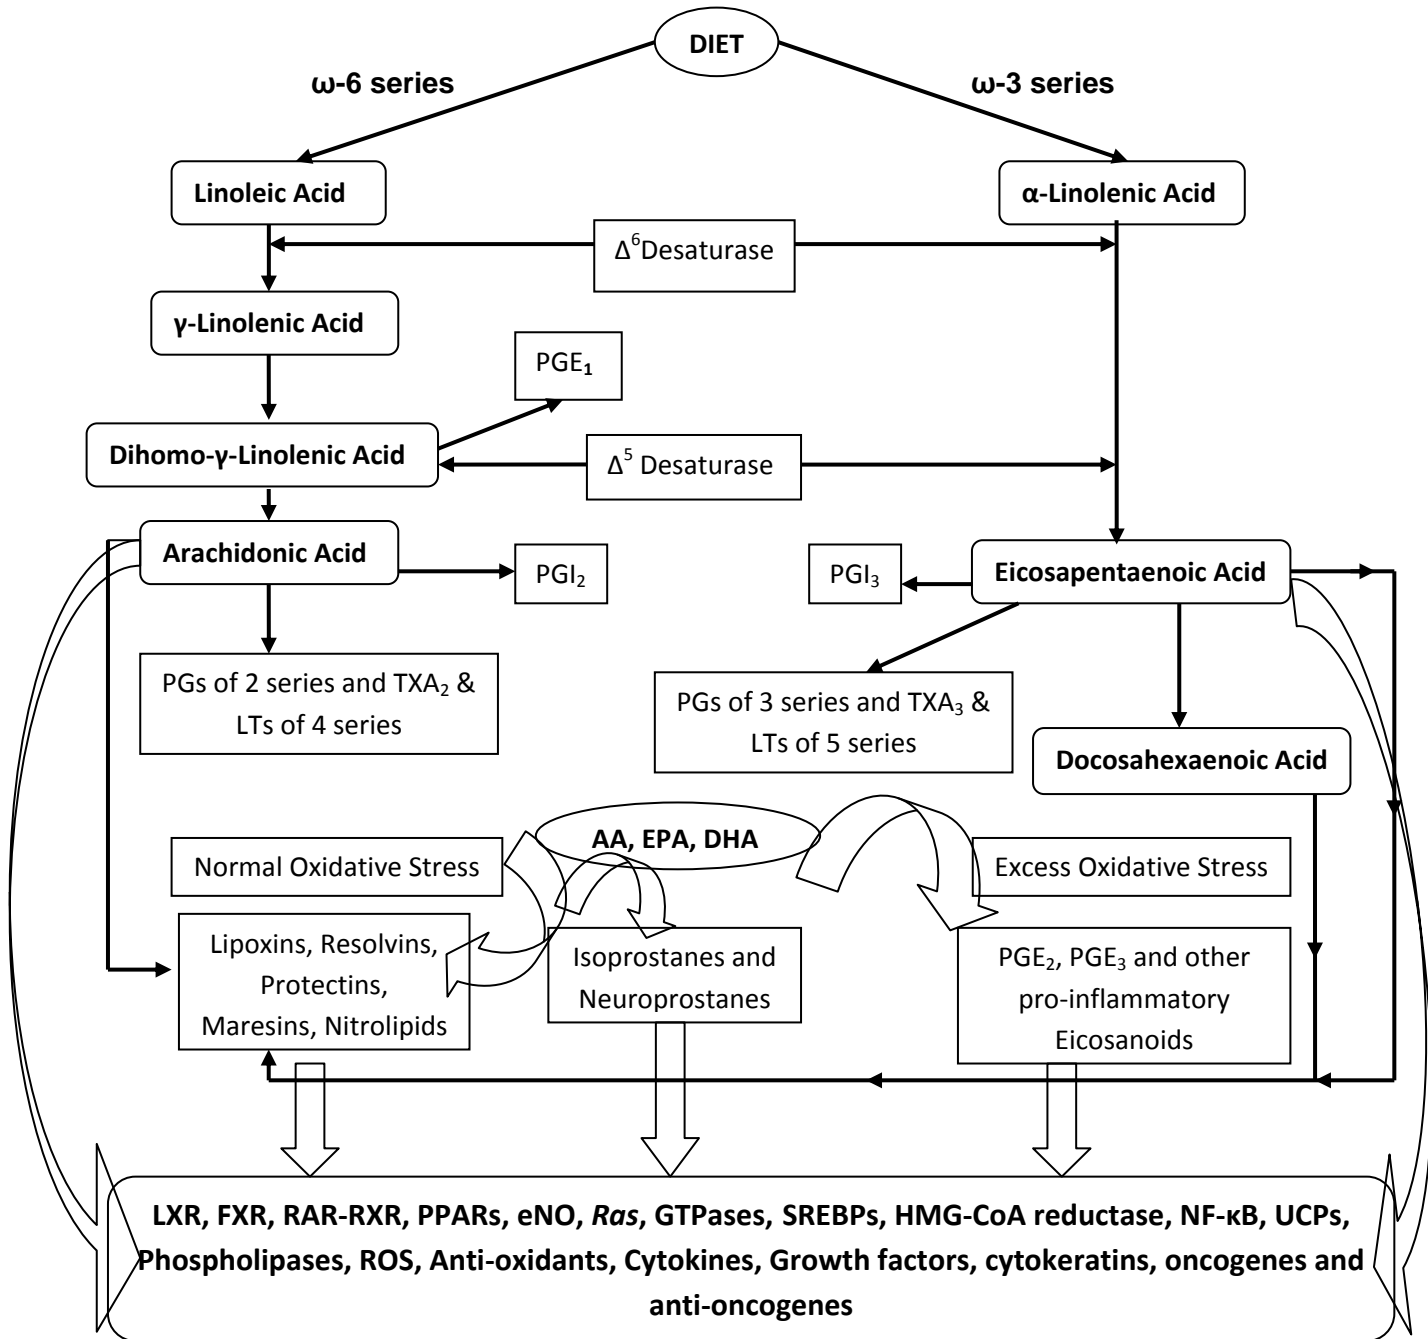 DIET
ω-6 series
ω-3 series
Linoleic Acid
α-Linolenic Acid
Δ⁶Desaturase
γ-Linolenic Acid
PGE₁
Dihomo-γ-Linolenic Acid
Δ⁵ Desaturase
Arachidonic Acid
PGI₂
PGI₃
Eicosapentaenoic Acid
PGs of 2 series and TXA₂ &
LTs of 4 series
PGs of 3 series and TXA₃ &
LTs of 5 series
Docosahexaenoic Acid
AA, EPA, DHA
Normal Oxidative Stress
Excess Oxidative Stress
Lipoxins, Resolvins,
Protectins,
Maresins, Nitrolipids
Isoprostanes and
Neuroprostanes
PGE₂, PGE₃ and other
pro-inflammatory
Eicosanoids
LXR, FXR, RAR-RXR, PPARs, eNO, Ras, GTPases, SREBPs, HMG-CoA reductase, NF-κB, UCPs,
Phospholipases, ROS, Anti-oxidants, Cytokines, Growth factors, cytokeratins, oncogenes and
anti-oncogenes